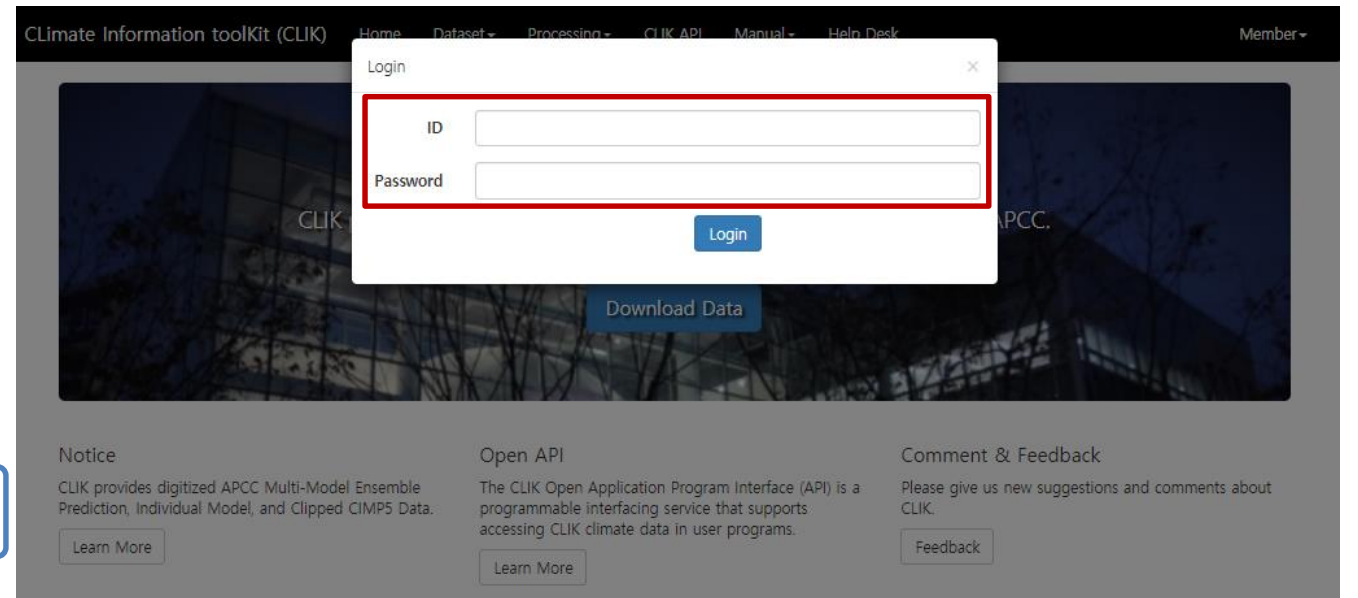 CLimate Information toolKit (CLIK) Home Dataset Processing CLIK API Manual Help Desk Member
Login ×
ID
Password
CLIK APCC.
Login
Download Data
Notice
CLIK provides digitized APCC Multi-Model Ensemble
Prediction, Individual Model, and Clipped CIMP5 Data.
Learn More
Open API
The CLIK Open Application Program Interface (API) is a
programmable interfacing service that supports
accessing CLIK climate data in user programs.
Learn More
Comment & Feedback
Please give us new suggestions and comments about
CLIK.
Feedback